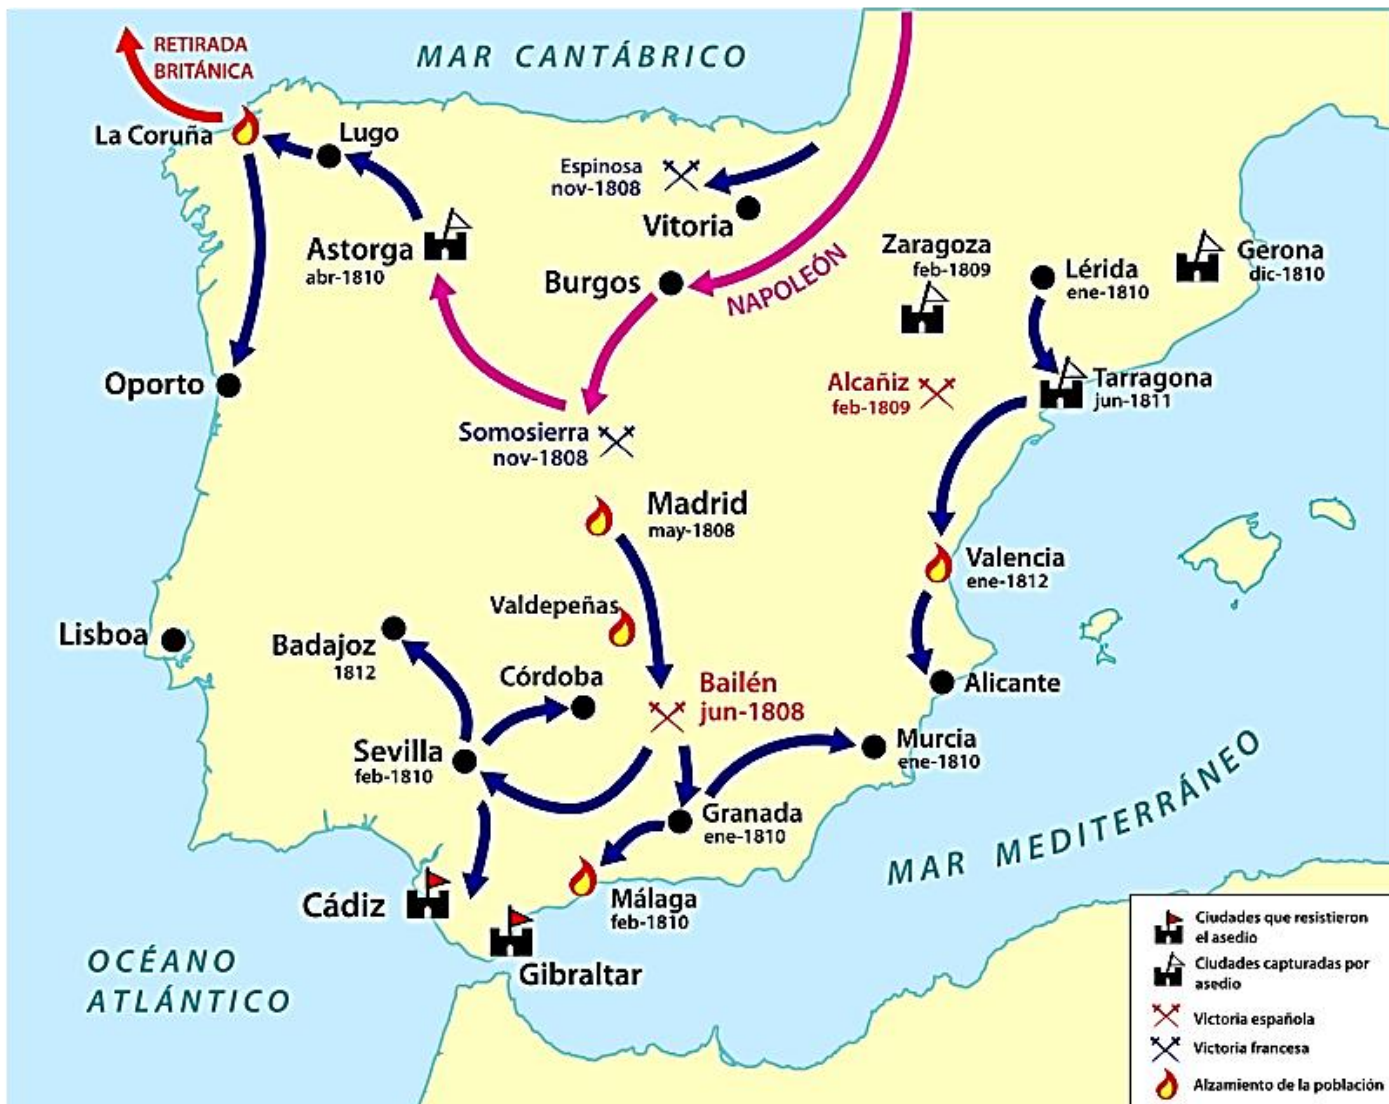 RETIRADA
BRITÁNICA
MAR CANTÁBRICO
La Coruña
Lugo
Espinosa
nov-1808
Vitoria
Astorga
abr-1810
Burgos
NAPOLEÓN
Zaragoza
feb-1809
Lérida
ene-1810
Gerona
dic-1810
Oporto
Alcañiz
feb-1809
Tarragona
jun-1811
Somosierra
nov-1808
Madrid
may-1808
Valencia
ene-1812
Valdepeñas
Lisboa
Badajoz
1812
Córdoba
Bailén
jun-1808
Alicante
Sevilla
feb-1810
Murcia
ene-1810
Granada
ene-1810
MAR MEDITERRÁNEO
Cádiz
Málaga
feb-1810
Gibraltar
OCÉANO
ATLÁNTICO
Ciudades que resistieron
el asedio
Ciudades capturadas por
asedio
Victoria española
Victoria francesa
Alzamiento de la población